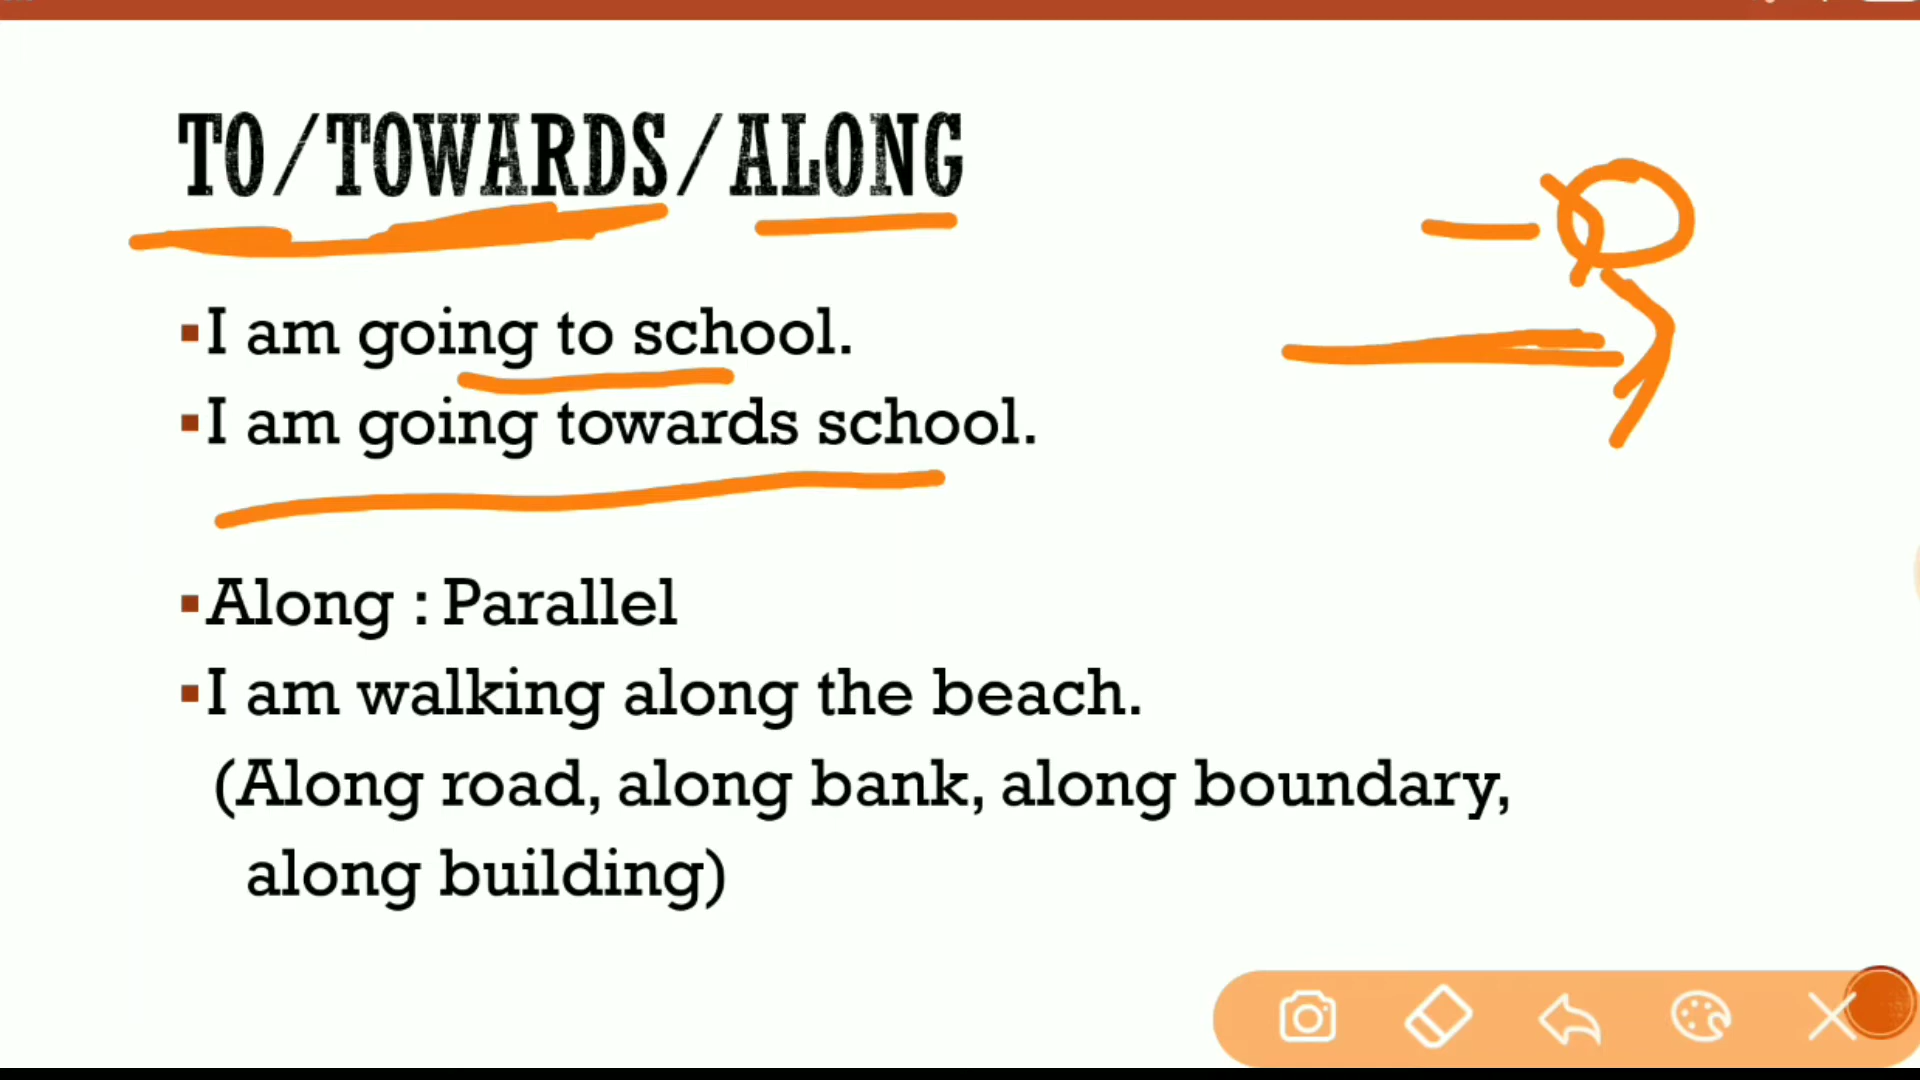 TO/TOWARDS/ALONG
I am going to school.
I am going towards school.
Along : Parallel
I am walking along the beach.
(Along road, along bank, along boundary,
along building)